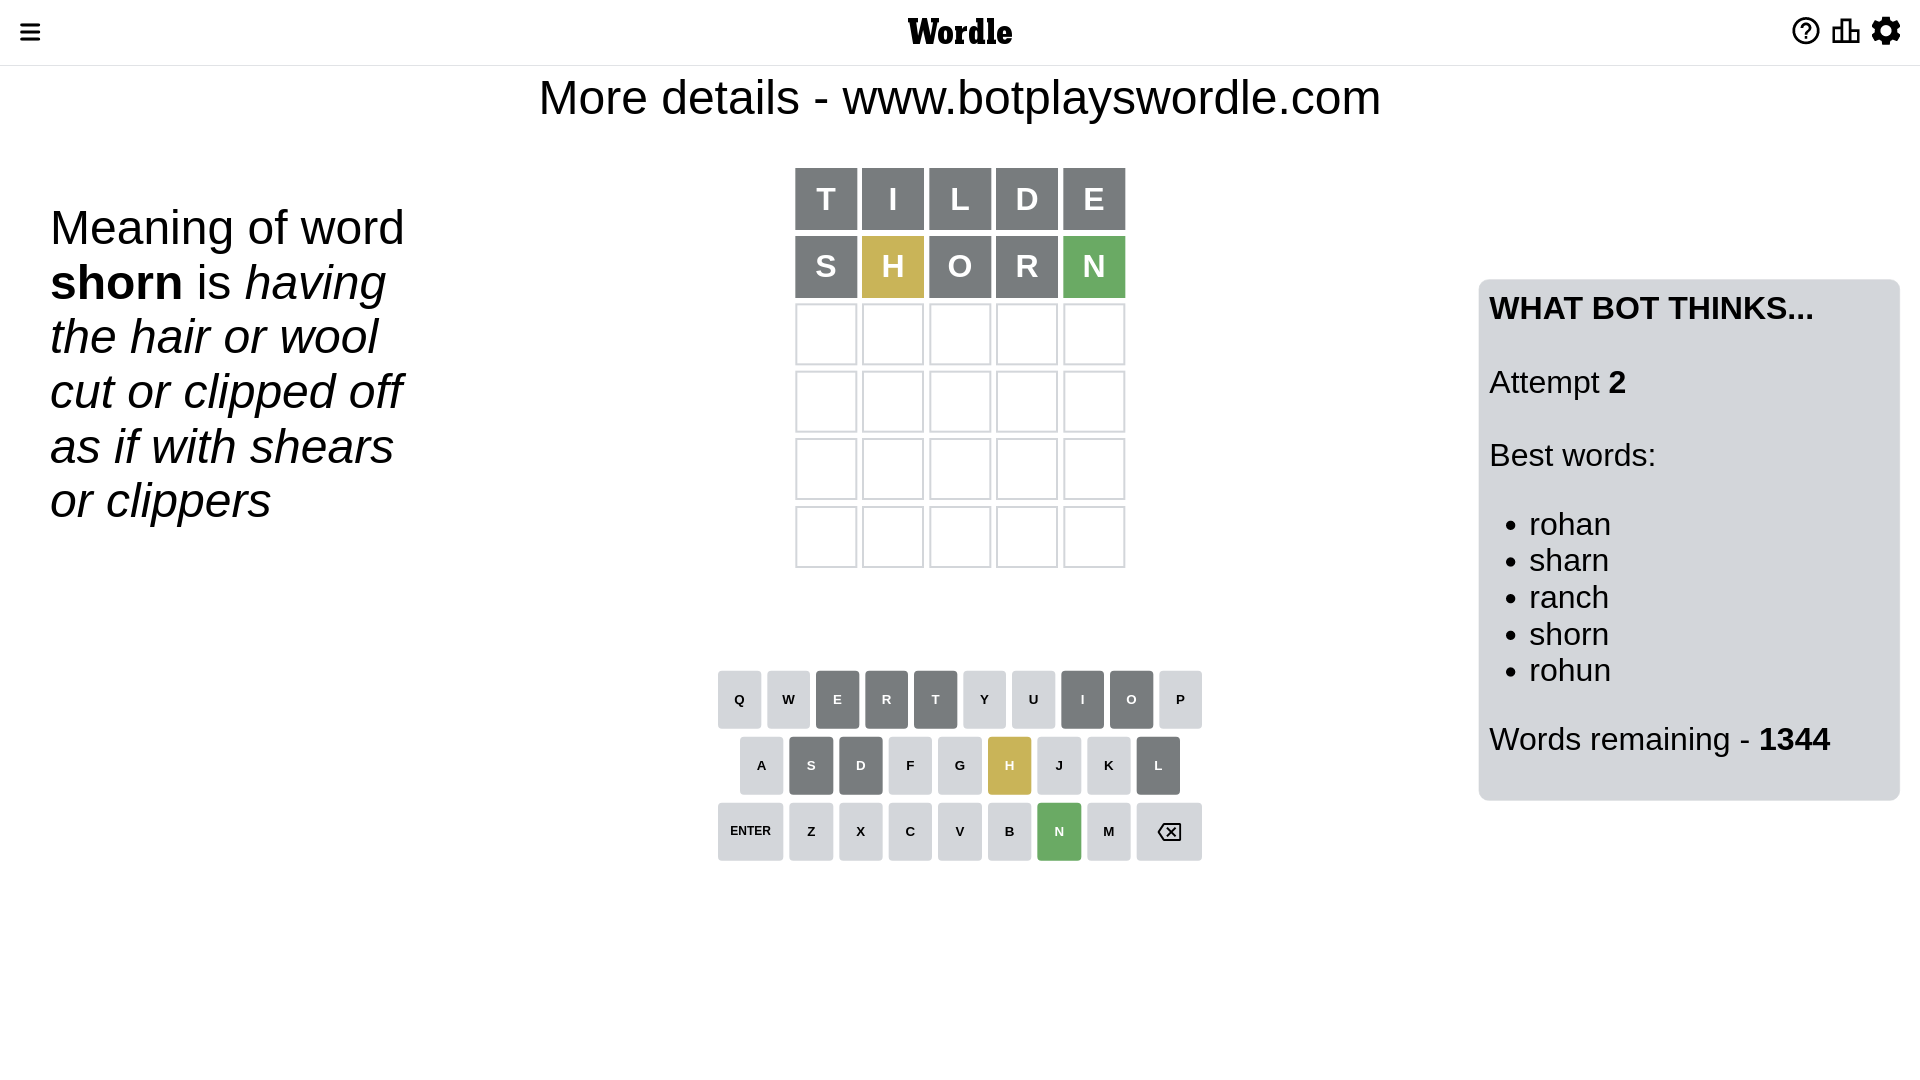 Wordle
More details - www.botplayswordle.com
Meaning of word
shorn is having
the hair or wool
cut or clipped off
as if with shears
or clippers
T I L D E
S H O R N
WHAT BOT THINKS...
Attempt 2
Best words:
• rohan
• sharn
• ranch
• shorn
• rohun
Words remaining - 1344
Q W E R T Y U I O P
A S D F G H J K L
ENTER Z X C V B N M